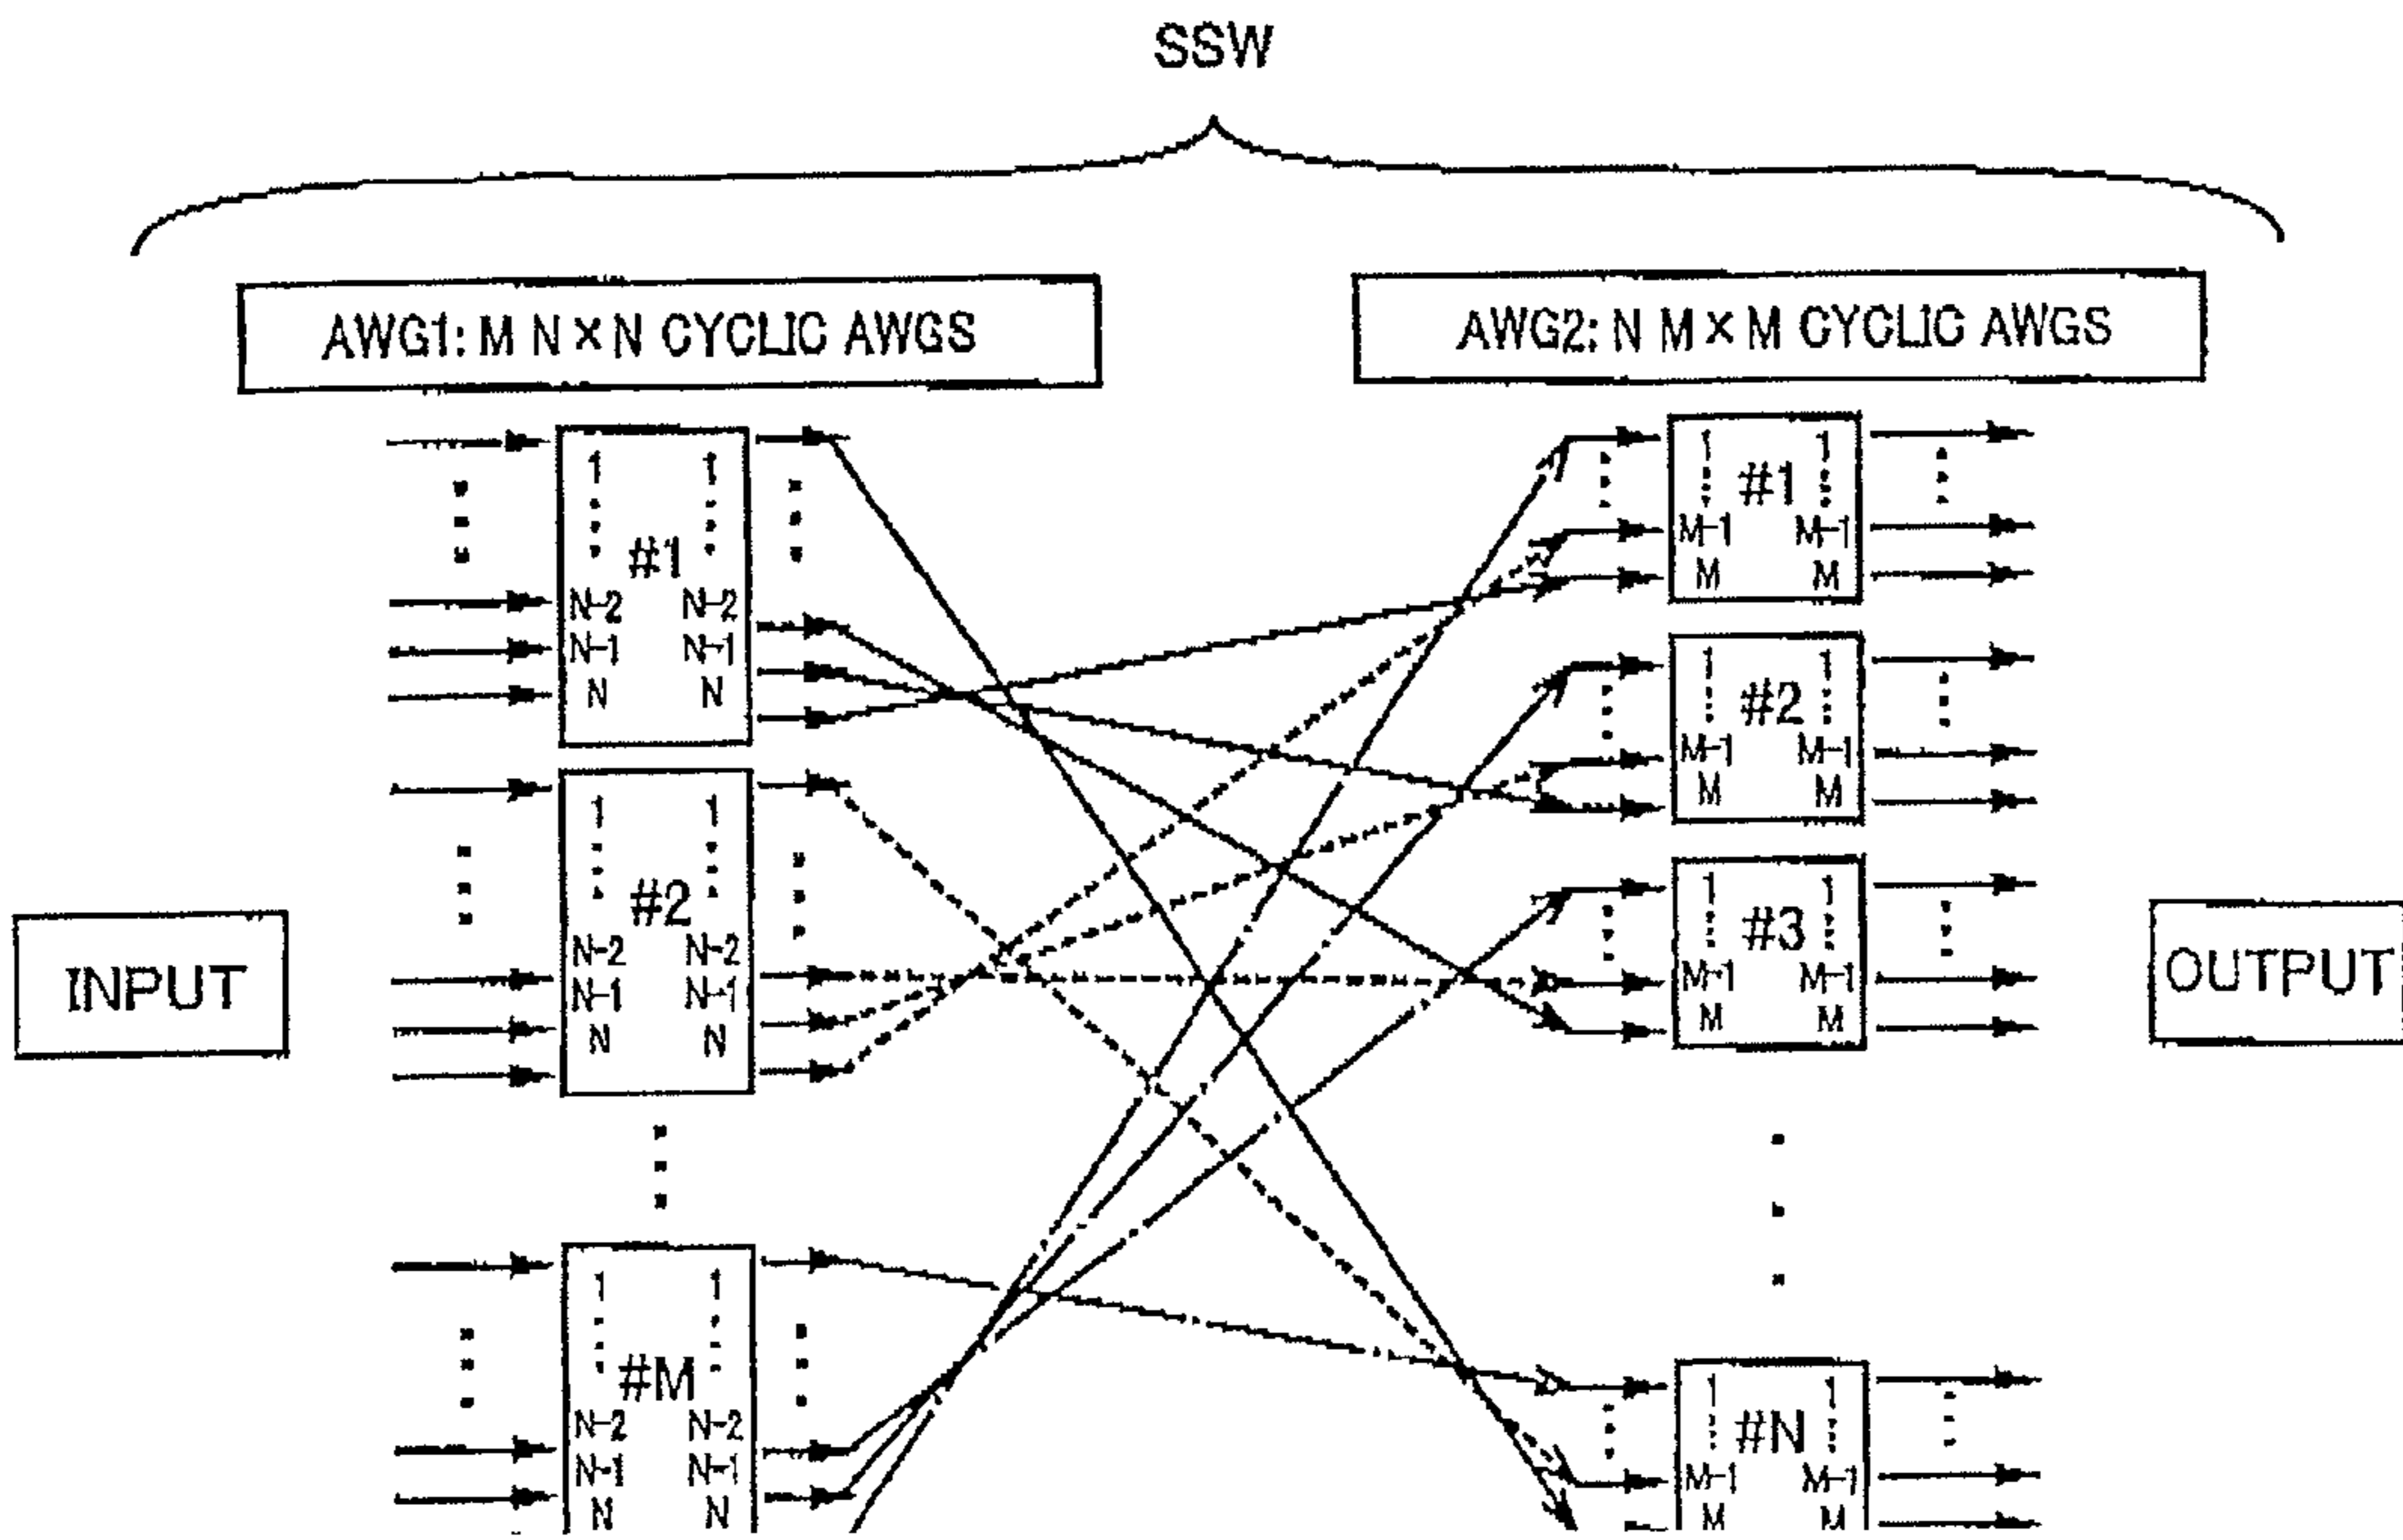 SSW
AWG1: M N×N CYCLIC AWGS
AWG2: N M×M CYCLIC AWGS
1 1
#1
N-2 N-2
N-1 N-1
N N
1 1
#2
N-2 N-2
N-1 N-1
N N
1 1
#M
N-2 N-2
N-1 N-1
N N
INPUT
1 #1 1
M-1 M-1
M M
1 #2 1
M-1 M-1
M M
1 #3 1
M-1 M-1
M M
1 #N 1
M-1 M-1
M M
OUTPUT